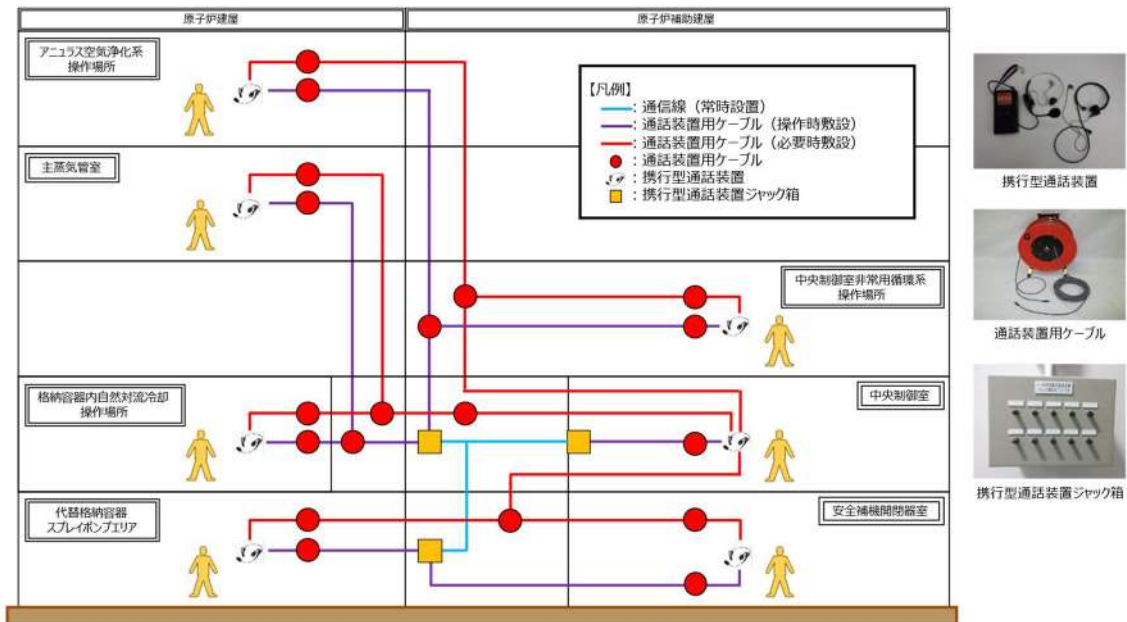 原子炉建屋
原子炉補助建屋
アニュラス空気浄化系
操作場所
【凡例】
：通信線（常時設置）
：通話装置用ケーブル（操作時敷設）
：通話装置用ケーブル（必要時敷設）
：通話装置用ケーブル
：携行型通話装置
：携行型通話装置ジャック箱
主蒸気管室
中央制御室非常用循環系
操作場所
格納容器内自然対流冷却
操作場所
中央制御室
代替格納容器
スプレイポンプエリア
安全補機開閉器室
携行型通話装置
通話装置用ケーブル
携行型通話装置ジャック箱